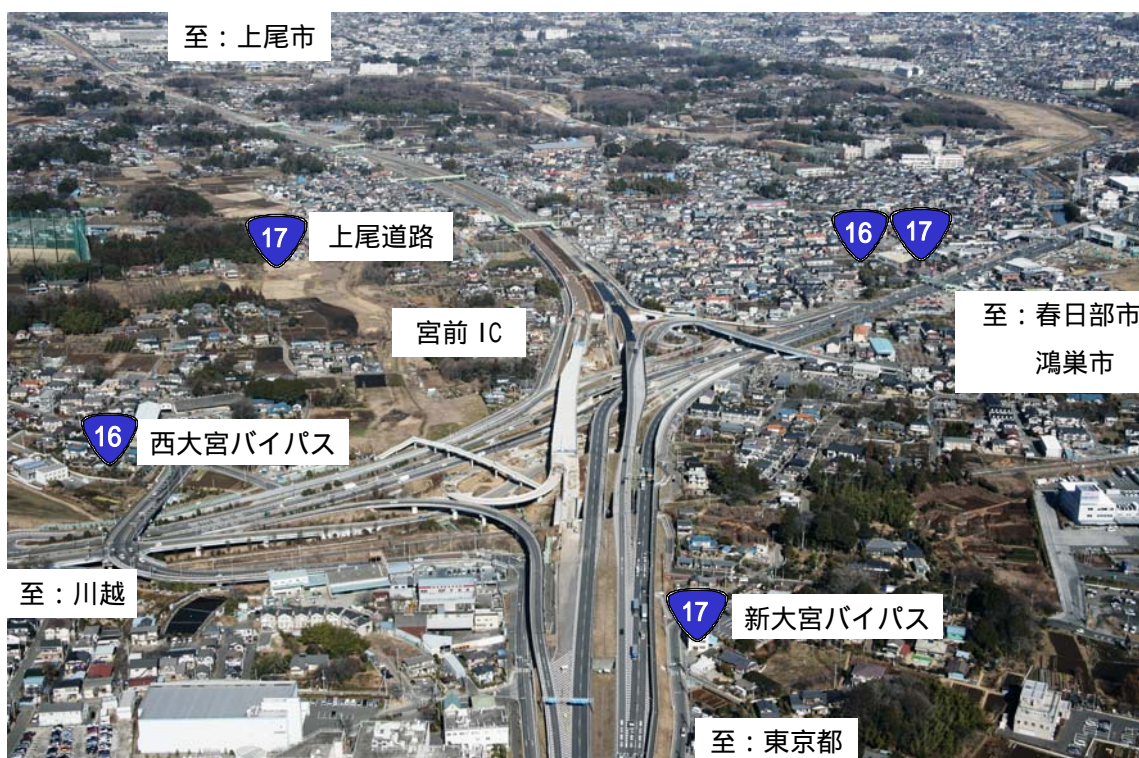 至：上尾市
17
上尾道路
16
17
至：春日部市
鴻巣市
宮前 IC
16
西大宮バイパス
至：川越
17
新大宮バイパス
至：東京都